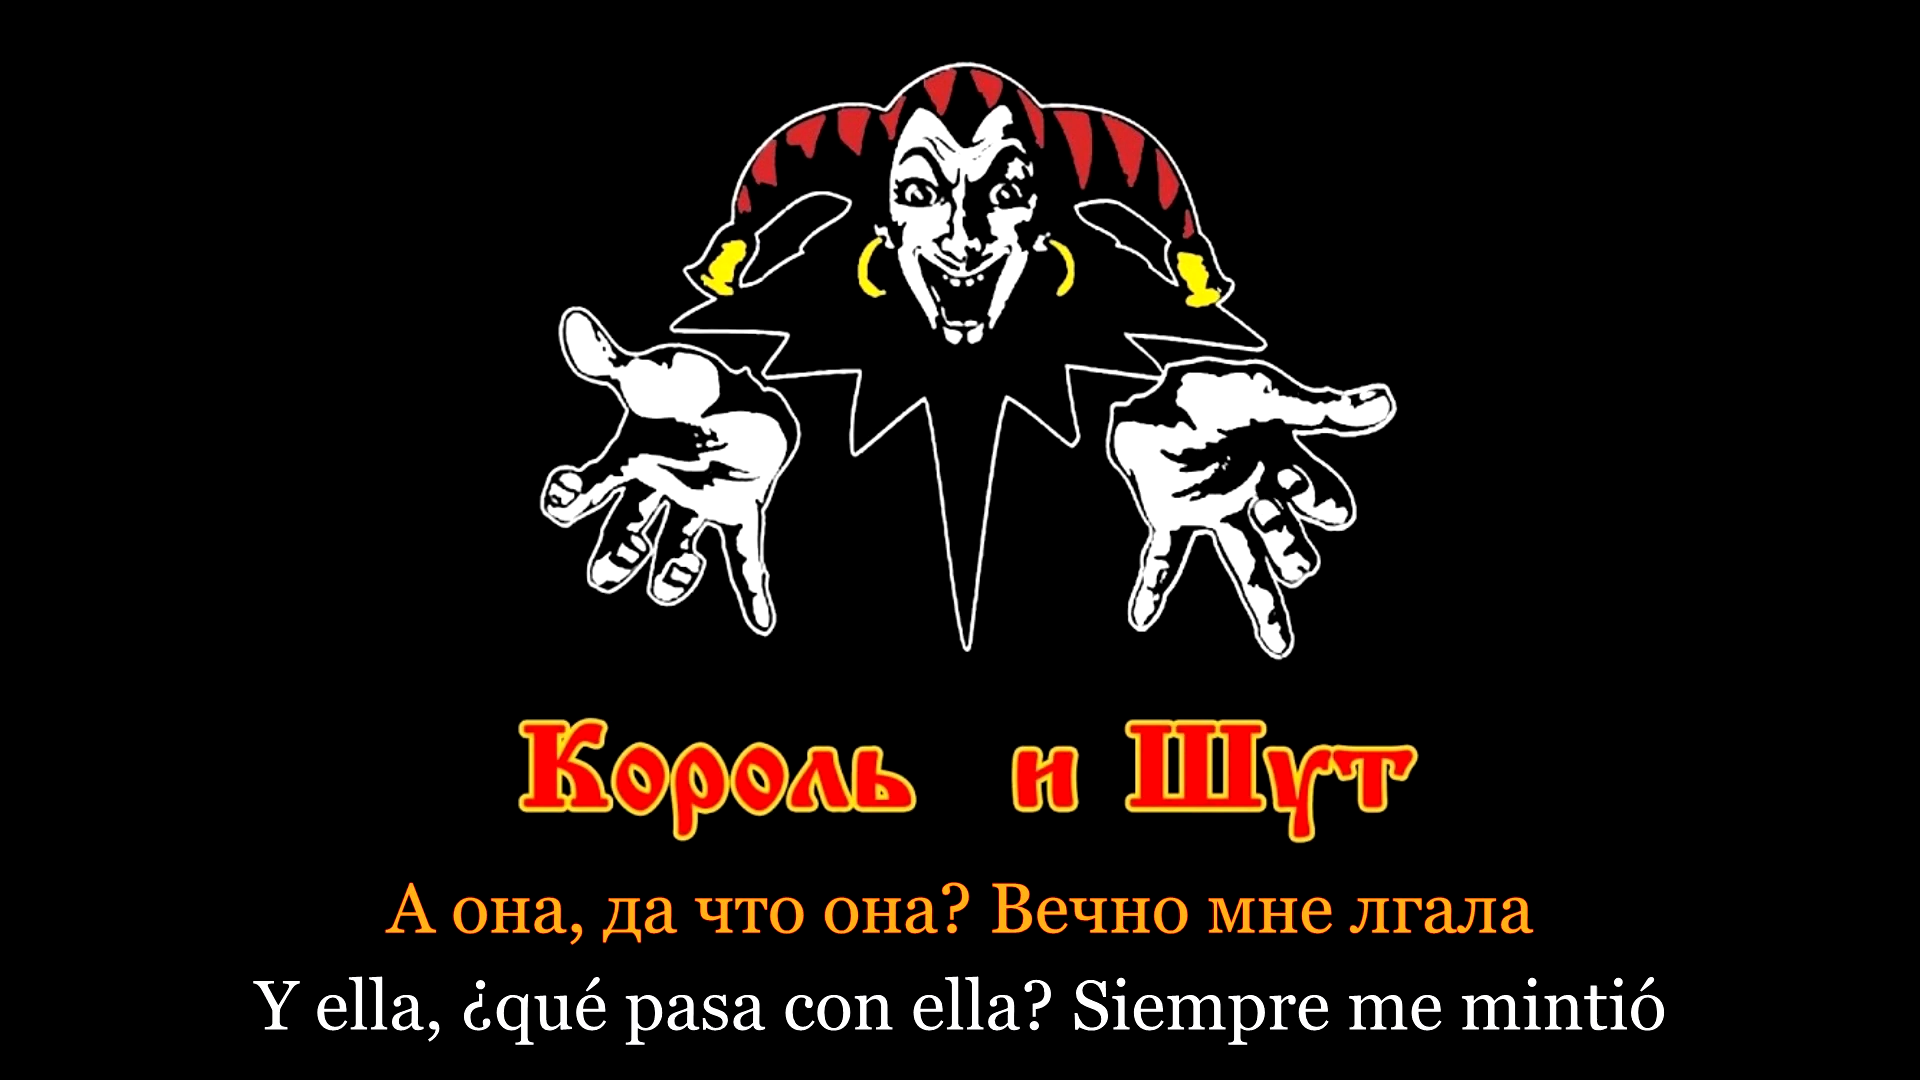 Король и Шут
А она, да что она? Вечно мне лгала
Y ella, ¿qué pasa con ella? Siempre me mintió